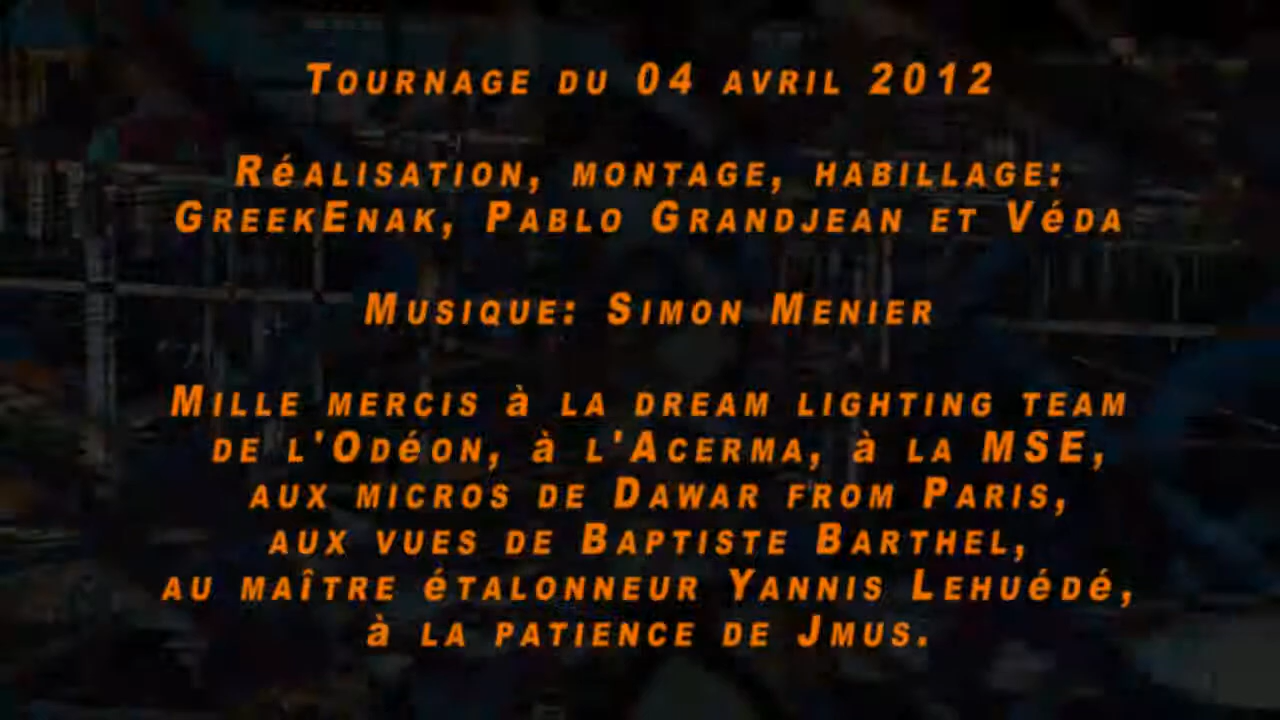 Tournage du 04 avril 2012
Réalisation, montage, habillage:
GreekEnak, Pablo Grandjean et Véda
Musique: Simon Menier
Mille mercis à la dream lighting team
de l'Odéon, à l'Acerma, à la MSE,
aux micros de Dawar from Paris,
aux vues de Baptiste Barthel,
au maître étalonneur Yannis Lehuédé,
à la patience de Jmus.